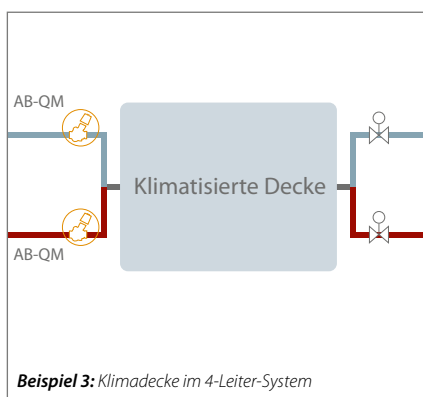 AB-QM
Klimatisierte Decke
AB-QM
Beispiel 3: Klimadecke im 4-Leiter-System